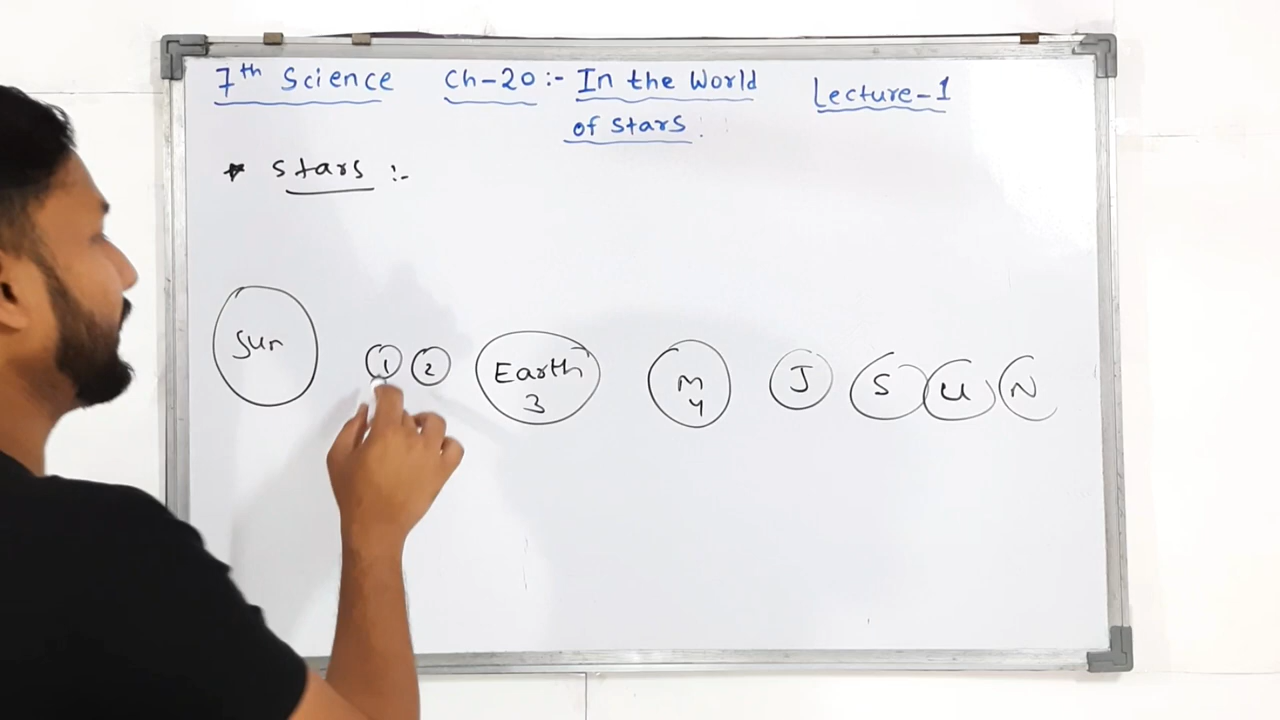 7th Science Ch-20:- In the World Lecture-1
of stars.
* stars :-
Sun 1 2 Earth M J S U N
3 4